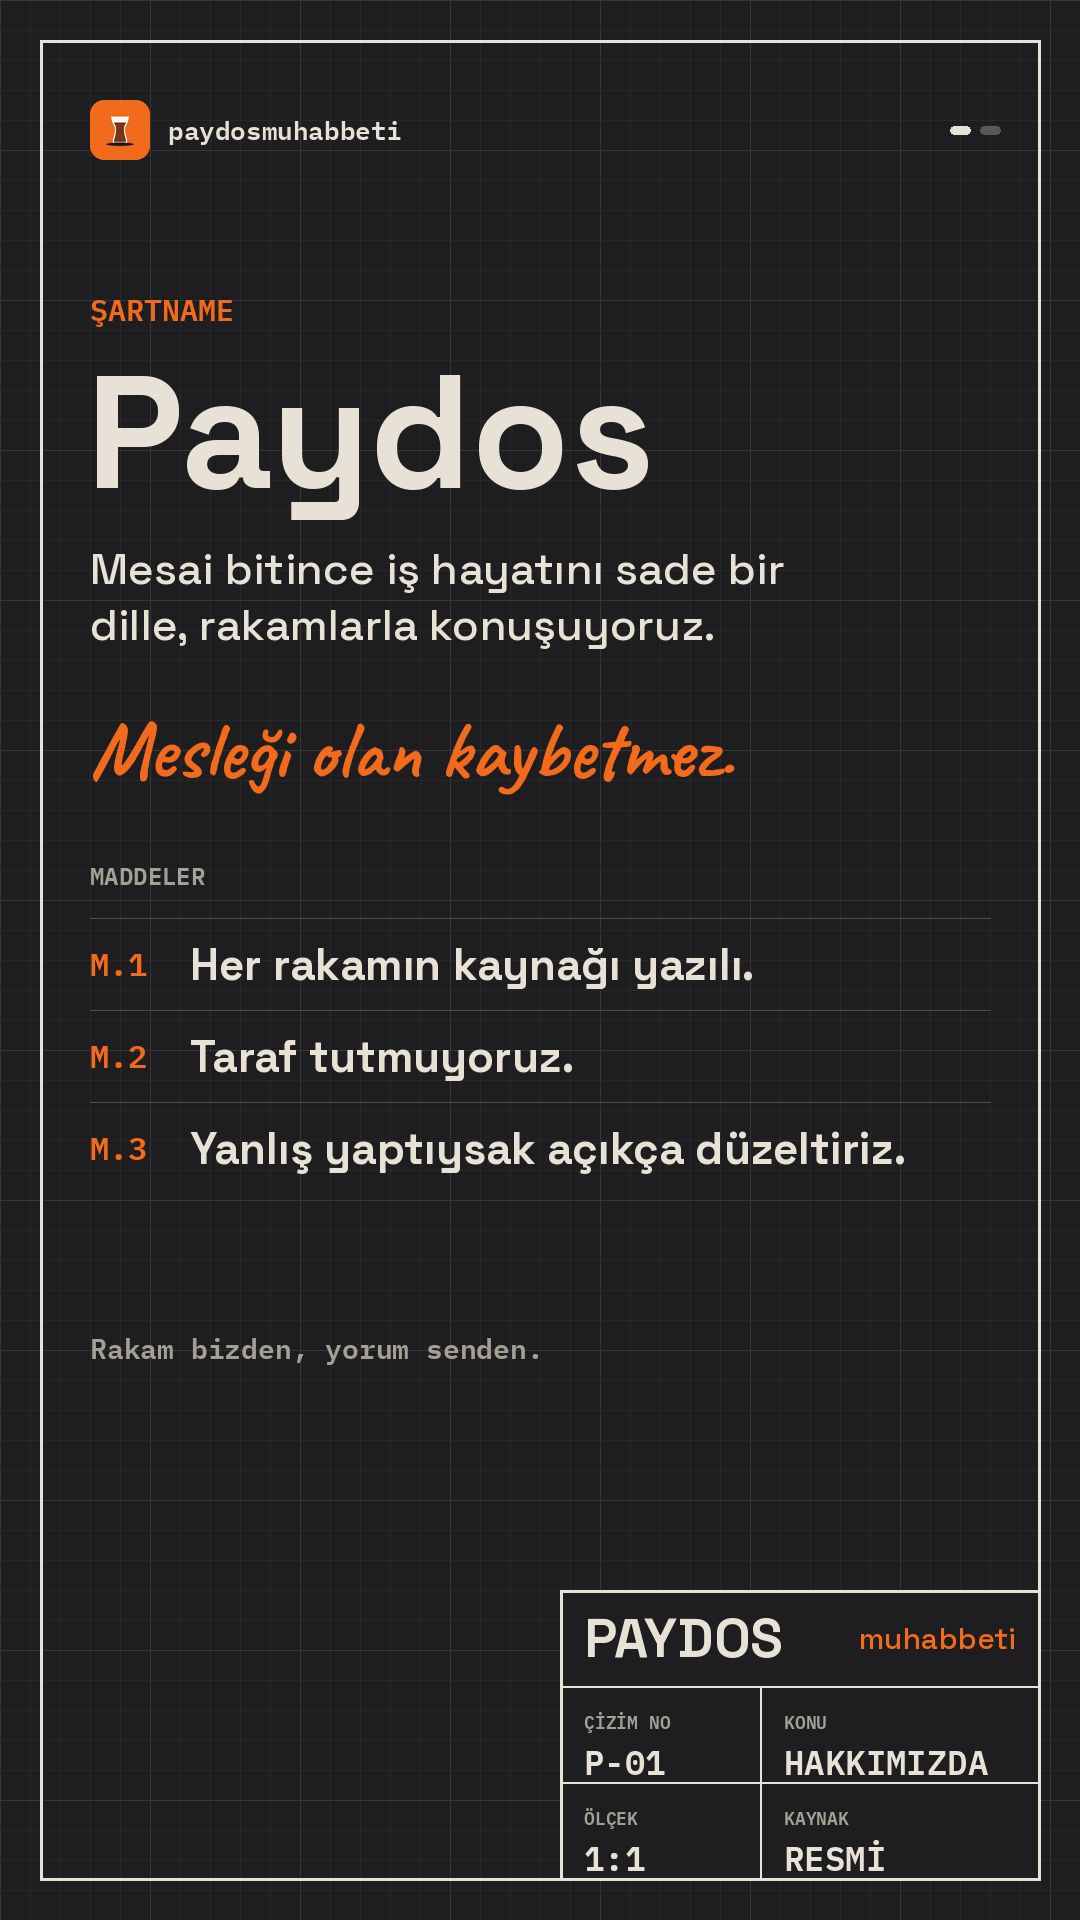 paydosmuhabbeti
ŞARTNAME
Paydos
Mesai bitince iş hayatını sade bir
dille, rakamlarla konuşuyoruz.
Mesleği olan kaybetmez.
MADDELER
M.1 Her rakamın kaynağı yazılı.
M.2 Taraf tutmuyoruz.
M.3 Yanlış yaptıysak açıkça düzeltiriz.
Rakam bizden, yorum senden.
PAYDOS muhabbeti
ÇİZİM NO KONU
P-01 HAKKIMIZDA
ÖLÇEK KAYNAK
1:1 RESMİ